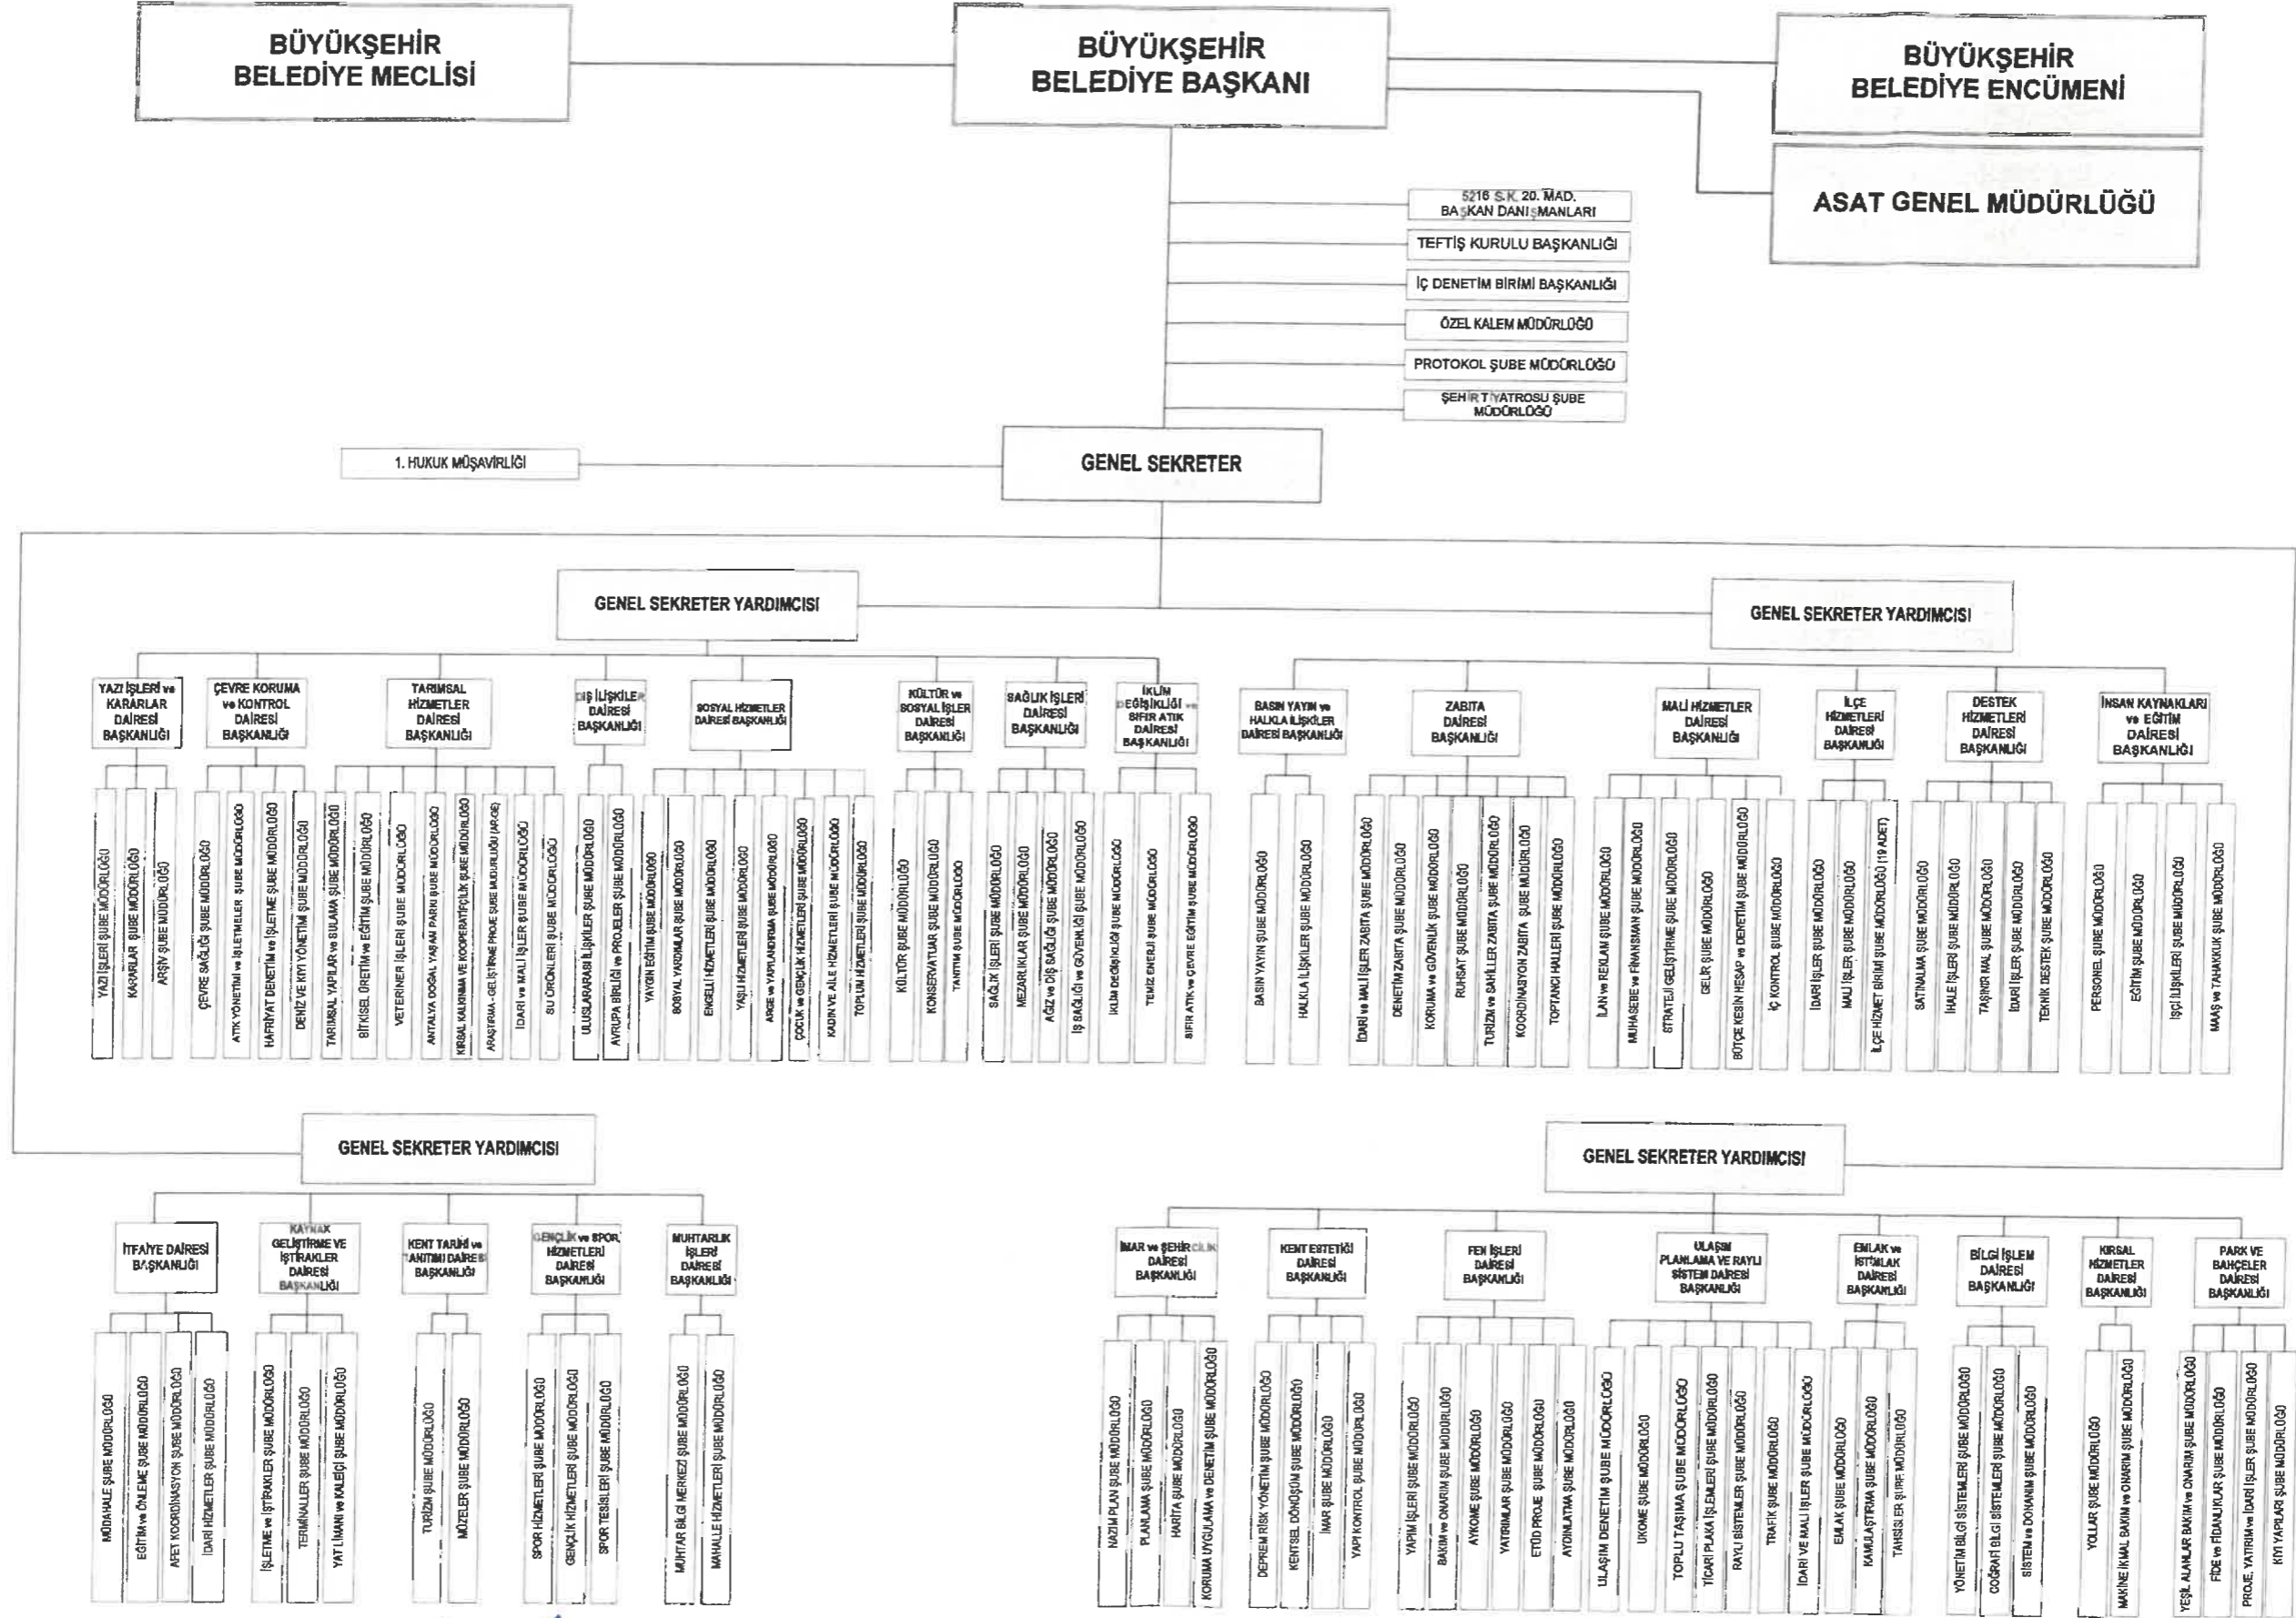 BÜYÜKŞEHİR
BELEDİYE MECLİSİ
BÜYÜKŞEHİR
BELEDİYE BAŞKANI
BÜYÜKŞEHİR
BELEDİYE ENCÜMENİ
ASAT GENEL MÜDÜRLÜĞÜ
5216 S.K. 20. MAD.
BAŞKAN DANIŞMANLARI
TEFTİŞ KURULU BAŞKANLIĞI
İÇ DENETİM BİRİMİ BAŞKANLIĞI
ÖZEL KALEM MÜDÜRLÜĞÜ
PROTOKOL ŞUBE MÜDÜRLÜĞÜ
ŞEHİR TİYATROSU ŞUBE
MÜDÜRLÜĞÜ
1. HUKUK MÜŞAVİRLİĞİ
GENEL SEKRETER
GENEL SEKRETER YARDIMCISI
GENEL SEKRETER YARDIMCISI
YAZI İŞLERİ ve
KARARLAR
DAİRESİ
BAŞKANLIĞI
ÇEVRE KORUMA
ve KONTROL
DAİRESİ
BAŞKANLIĞI
TARIMSAL
HİZMETLER
DAİRESİ
BAŞKANLIĞI
DIŞ İLİŞKİLER
DAİRESİ
BAŞKANLIĞI
SOSYAL HİZMETLER
DAİRESİ BAŞKANLIĞI
KÜLTÜR ve
SOSYAL İŞLER
DAİRESİ
BAŞKANLIĞI
SAĞLIK İŞLERİ
DAİRESİ
BAŞKANLIĞI
İKLİM
DEĞİŞİKLİĞİ ve
SIFIR ATIK
DAİRESİ
BAŞKANLIĞI
BASIN YAYIN ve
HALKLA İLİŞKİLER
DAİRESİ BAŞKANLIĞI
ZABITA
DAİRESİ
BAŞKANLIĞI
MALİ HİZMETLER
DAİRESİ
BAŞKANLIĞI
İLÇE
HİZMETLERİ
DAİRESİ
BAŞKANLIĞI
DESTEK
HİZMETLERİ
DAİRESİ
BAŞKANLIĞI
İNSAN KAYNAKLARI
ve EĞİTİM
DAİRESİ
BAŞKANLIĞI
YAZI İŞLERİ ŞUBE MÜDÜRLÜĞÜ
KARARLAR ŞUBE MÜDÜRLÜĞÜ
ARŞİV ŞUBE MÜDÜRLÜĞÜ
ÇEVRE SAĞLIĞI ŞUBE MÜDÜRLÜĞÜ
ATIK YÖNETİMİ ve İŞLETMELER ŞUBE MÜDÜRLÜĞÜ
HAFRİYAT DENETİM ve İŞLETME ŞUBE MÜDÜRLÜĞÜ
DENİZ VE KIYI YÖNETİMİ ŞUBE MÜDÜRLÜĞÜ
TARIMSAL YAPILAR ve SULAMA ŞUBE MÜDÜRLÜĞÜ
BİTKİSEL ÜRETİM ve EĞİTİM ŞUBE MÜDÜRLÜĞÜ
VETERİNER İŞLERİ ŞUBE MÜDÜRLÜĞÜ
ANTALYA DOĞAL YAŞAM PARKI ŞUBE MÜDÜRLÜĞÜ
KIRSAL KALKINMA VE KOOPERATİFÇİLİK ŞUBE MÜDÜRLÜĞÜ
ARAŞTIRMA - GELİŞTİRME PROJE ŞUBE MÜDÜRLÜĞÜ (AR-GE)
İDARİ ve MALİ İŞLER ŞUBE MÜDÜRLÜĞÜ
SU ÜRÜNLERİ ŞUBE MÜDÜRLÜĞÜ
ULUSLARARASI İLİŞKİLER ŞUBE MÜDÜRLÜĞÜ
AVRUPA BİRLİĞİ ve PROJELER ŞUBE MÜDÜRLÜĞÜ
YAYGIN EĞİTİM ŞUBE MÜDÜRLÜĞÜ
SOSYAL YARDIMLAR ŞUBE MÜDÜRLÜĞÜ
ENGELLİ HİZMETLERİ ŞUBE MÜDÜRLÜĞÜ
YAŞLI HİZMETLERİ ŞUBE MÜDÜRLÜĞÜ
ARGE ve YAPILANDIRMA ŞUBE MÜDÜRLÜĞÜ
ÇOCUK ve GENÇLİK HİZMETLERİ ŞUBE MÜDÜRLÜĞÜ
KADIN VE AİLE HİZMETLERİ ŞUBE MÜDÜRLÜĞÜ
TOPLUM HİZMETLERİ ŞUBE MÜDÜRLÜĞÜ
KÜLTÜR ŞUBE MÜDÜRLÜĞÜ
KONSERVATUAR ŞUBE MÜDÜRLÜĞÜ
TANITIM ŞUBE MÜDÜRLÜĞÜ
SAĞLIK İŞLERİ ŞUBE MÜDÜRLÜĞÜ
MEZARLIKLAR ŞUBE MÜDÜRLÜĞÜ
AĞIZ ve DİŞ SAĞLIĞI ŞUBE MÜDÜRLÜĞÜ
İŞ SAĞLIĞI ve GÜVENLİĞİ ŞUBE MÜDÜRLÜĞÜ
İKLİM DEĞİŞİKLİĞİ ŞUBE MÜDÜRLÜĞÜ
TEMİZ ENERJİ ŞUBE MÜDÜRLÜĞÜ
SIFIR ATIK ve ÇEVRE EĞİTİM ŞUBE MÜDÜRLÜĞÜ
BASIN YAYIN ŞUBE MÜDÜRLÜĞÜ
HALKLA İLİŞKİLER ŞUBE MÜDÜRLÜĞÜ
İDARİ ve MALİ İŞLER ZABITA ŞUBE MÜDÜRLÜĞÜ
DENETİM ZABITA ŞUBE MÜDÜRLÜĞÜ
KORUMA ve GÜVENLİK ŞUBE MÜDÜRLÜĞÜ
RUHSAT ŞUBE MÜDÜRLÜĞÜ
TURİZM ve SAHİLLER ZABITA ŞUBE MÜDÜRLÜĞÜ
KOORDİNASYON ZABITA ŞUBE MÜDÜRLÜĞÜ
TOPTANCI HALLERİ ŞUBE MÜDÜRLÜĞÜ
İLAN ve REKLAM ŞUBE MÜDÜRLÜĞÜ
MUHASEBE ve FİNANSMAN ŞUBE MÜDÜRLÜĞÜ
STRATEJİ GELİŞTİRME ŞUBE MÜDÜRLÜĞÜ
GELİR ŞUBE MÜDÜRLÜĞÜ
BÜTÇE KESİN HESAP ve DENETİM ŞUBE MÜDÜRLÜĞÜ
İÇ KONTROL ŞUBE MÜDÜRLÜĞÜ
İDARİ İŞLER ŞUBE MÜDÜRLÜĞÜ
MALİ İŞLER ŞUBE MÜDÜRLÜĞÜ
İLÇE HİZMET BİRİMİ ŞUBE MÜDÜRLÜĞÜ (19 ADET)
SATINALMA ŞUBE MÜDÜRLÜĞÜ
İHALE İŞLERİ ŞUBE MÜDÜRLÜĞÜ
TAŞINIR MAL ŞUBE MÜDÜRLÜĞÜ
İDARİ İŞLER ŞUBE MÜDÜRLÜĞÜ
TEKNİK DESTEK ŞUBE MÜDÜRLÜĞÜ
PERSONEL ŞUBE MÜDÜRLÜĞÜ
EĞİTİM ŞUBE MÜDÜRLÜĞÜ
İŞÇİ İLİŞKİLERİ ŞUBE MÜDÜRLÜĞÜ
MAAŞ ve TAHAKKUK ŞUBE MÜDÜRLÜĞÜ
GENEL SEKRETER YARDIMCISI
GENEL SEKRETER YARDIMCISI
İTFAİYE DAİRESİ
BAŞKANLIĞI
KAYNAK
GELİŞTİRME VE
İŞTİRAKLER
DAİRESİ
BAŞKANLIĞI
KENT TARİHİ ve
TANITIMI DAİRESİ
BAŞKANLIĞI
GENÇLİK ve SPOR
HİZMETLERİ
DAİRESİ
BAŞKANLIĞI
MUHTARLIK
İŞLERİ
DAİRESİ
BAŞKANLIĞI
İMAR ve ŞEHİRCİLİK
DAİRESİ
BAŞKANLIĞI
KENT ESTETİĞİ
DAİRESİ
BAŞKANLIĞI
FEN İŞLERİ
DAİRESİ
BAŞKANLIĞI
ULAŞIM
PLANLAMA VE RAYLI
SİSTEM DAİRESİ
BAŞKANLIĞI
EMLAK ve
İSTİMLAK
DAİRESİ
BAŞKANLIĞI
BİLGİ İŞLEM
DAİRESİ
BAŞKANLIĞI
KIRSAL
HİZMETLER
DAİRESİ
BAŞKANLIĞI
PARK VE
BAHÇELER
DAİRESİ
BAŞKANLIĞI
MÜDAHALE ŞUBE MÜDÜRLÜĞÜ
EĞİTİM ve ÖNLEME ŞUBE MÜDÜRLÜĞÜ
AFET KOORDİNASYON ŞUBE MÜDÜRLÜĞÜ
İDARİ HİZMETLER ŞUBE MÜDÜRLÜĞÜ
İŞLETME ve İŞTİRAKLER ŞUBE MÜDÜRLÜĞÜ
TERMİNALLER ŞUBE MÜDÜRLÜĞÜ
YAT LİMANI ve KALEİÇİ ŞUBE MÜDÜRLÜĞÜ
TURİZM ŞUBE MÜDÜRLÜĞÜ
MÜZELER ŞUBE MÜDÜRLÜĞÜ
SPOR HİZMETLERİ ŞUBE MÜDÜRLÜĞÜ
GENÇLİK HİZMETLERİ ŞUBE MÜDÜRLÜĞÜ
SPOR TESİSLERİ ŞUBE MÜDÜRLÜĞÜ
MUHTAR BİLGİ MERKEZİ ŞUBE MÜDÜRLÜĞÜ
MAHALLE HİZMETLERİ ŞUBE MÜDÜRLÜĞÜ
NAZIM PLAN ŞUBE MÜDÜRLÜĞÜ
PLANLAMA ŞUBE MÜDÜRLÜĞÜ
HARİTA ŞUBE MÜDÜRLÜĞÜ
KORUMA UYGULAMA ve DENETİM ŞUBE MÜDÜRLÜĞÜ
DEPREM RİSK YÖNETİM ŞUBE MÜDÜRLÜĞÜ
KENTSEL DÖNÜŞÜM ŞUBE MÜDÜRLÜĞÜ
İMAR ŞUBE MÜDÜRLÜĞÜ
YAPI KONTROL ŞUBE MÜDÜRLÜĞÜ
YAPIM İŞLERİ ŞUBE MÜDÜRLÜĞÜ
BAKIM ve ONARIM ŞUBE MÜDÜRLÜĞÜ
AYKOME ŞUBE MÜDÜRLÜĞÜ
YATIRIMLAR ŞUBE MÜDÜRLÜĞÜ
ETÜD PROJE ŞUBE MÜDÜRLÜĞÜ
AYDINLATMA ŞUBE MÜDÜRLÜĞÜ
ULAŞIM DENETİM ŞUBE MÜDÜRLÜĞÜ
UKOME ŞUBE MÜDÜRLÜĞÜ
TOPLU TAŞIMA ŞUBE MÜDÜRLÜĞÜ
TİCARİ PLAKA İŞLEMLERİ ŞUBE MÜDÜRLÜĞÜ
RAYLI SİSTEMLER ŞUBE MÜDÜRLÜĞÜ
TRAFİK ŞUBE MÜDÜRLÜĞÜ
İDARİ VE MALİ İŞLER ŞUBE MÜDÜRLÜĞÜ
EMLAK ŞUBE MÜDÜRLÜĞÜ
KAMULAŞTIRMA ŞUBE MÜDÜRLÜĞÜ
TAHSİSLER ŞUBE MÜDÜRLÜĞÜ
YÖNETİM BİLGİ SİSTEMLERİ ŞUBE MÜDÜRLÜĞÜ
COĞRAFİ BİLGİ SİSTEMLERİ ŞUBE MÜDÜRLÜĞÜ
SİSTEM ve DONANIM ŞUBE MÜDÜRLÜĞÜ
YOLLAR ŞUBE MÜDÜRLÜĞÜ
MAKİNE İKMAL BAKIM ve ONARIM ŞUBE MÜDÜRLÜĞÜ
YEŞİL ALANLAR BAKIM ve ONARIM ŞUBE MÜDÜRLÜĞÜ
FİDE ve FİDANLIKLAR ŞUBE MÜDÜRLÜĞÜ
PROJE, YATIRIM ve İDARİ İŞLER ŞUBE MÜDÜRLÜĞÜ
KIYI YAPILARI ŞUBE MÜDÜRLÜĞÜ